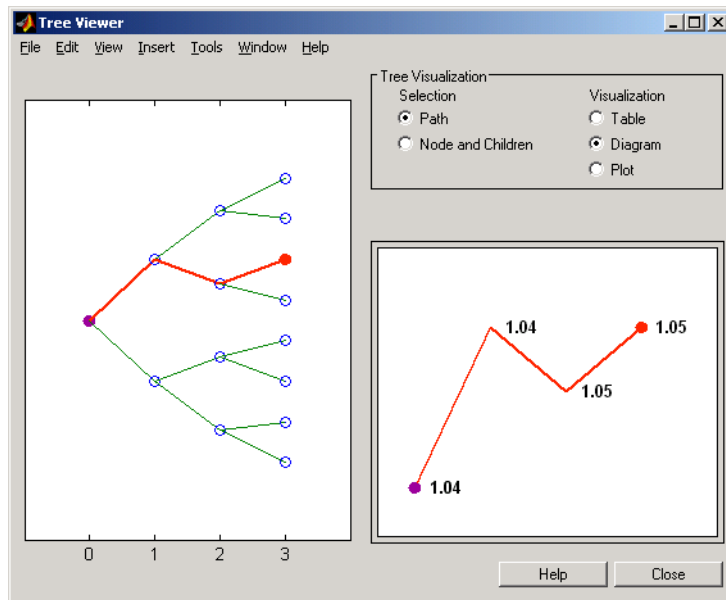 Tree Viewer
File Edit View Insert Tools Window Help
Tree Visualization
Selection
Visualization
Path
Table
Node and Children
Diagram
Plot
1.04
1.05
1.05
1.04
0 1 2 3
Help
Close